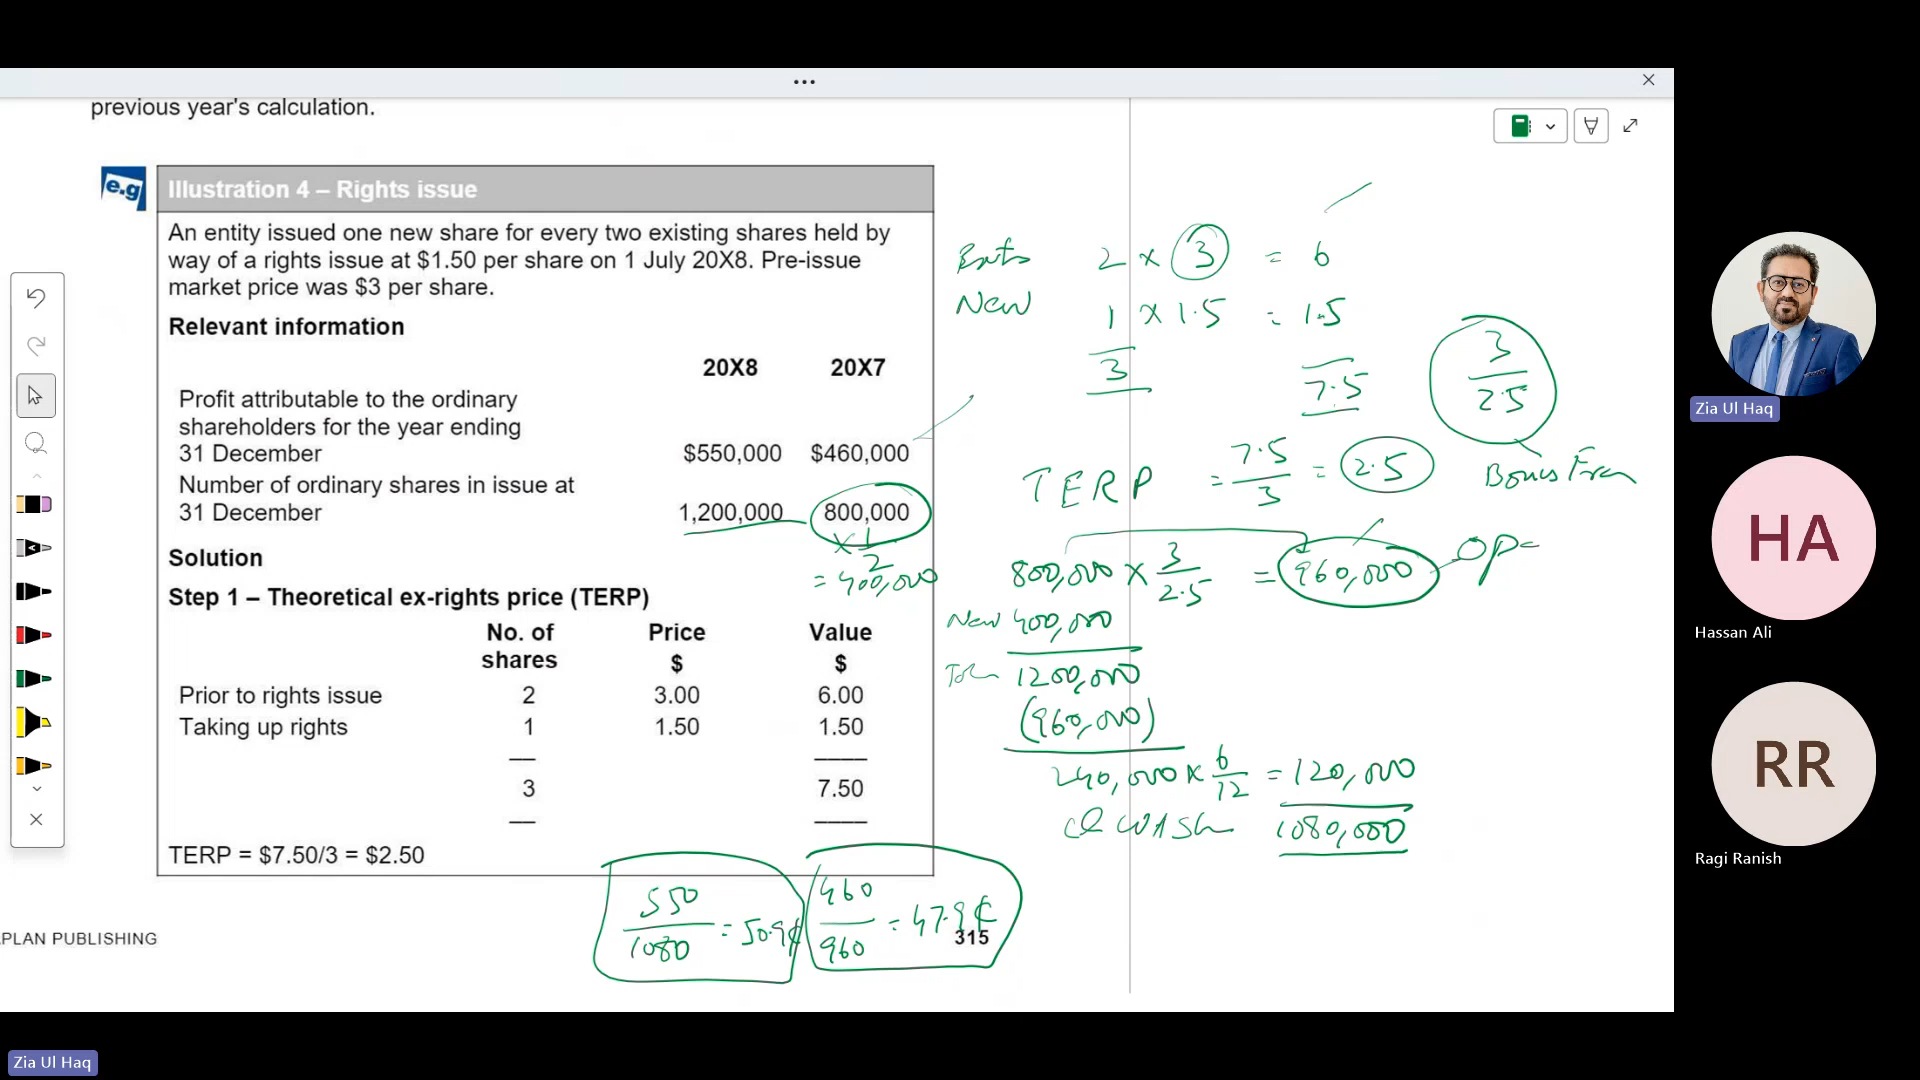 previous year's calculation.
e.g
Illustration 4 – Rights issue
An entity issued one new share for every two existing shares held by
way of a rights issue at $1.50 per share on 1 July 20X8. Pre-issue
market price was $3 per share.
Relevant information
20X8 20X7
Profit attributable to the ordinary
shareholders for the year ending
31 December $550,000 $460,000
Number of ordinary shares in issue at
31 December 1,200,000 800,000
× 1/2
= 400,000
Solution
Step 1 – Theoretical ex-rights price (TERP)
No. of Price Value
shares $ $
Prior to rights issue 2 3.00 6.00
Taking up rights 1 1.50 1.50
3 7.50
TERP = $7.50/3 = $2.50
PLAN PUBLISHING
315
550/1080 = 50.9¢
460/960 = 47.9¢
2 × 3 = 6
New 1 × 1.5 = 1.5
3 7.5
3/2.5
TERP = 7.5/3 = 2.5
Bonus
800,000 × 3/2.5 = 960,000
New 400,000
1200,000
(960,000)
240,000 × 6/12 = 120,000
1080,000
Zia Ul Haq
HA
Hassan Ali
RR
Ragi Ranish
Zia Ul Haq